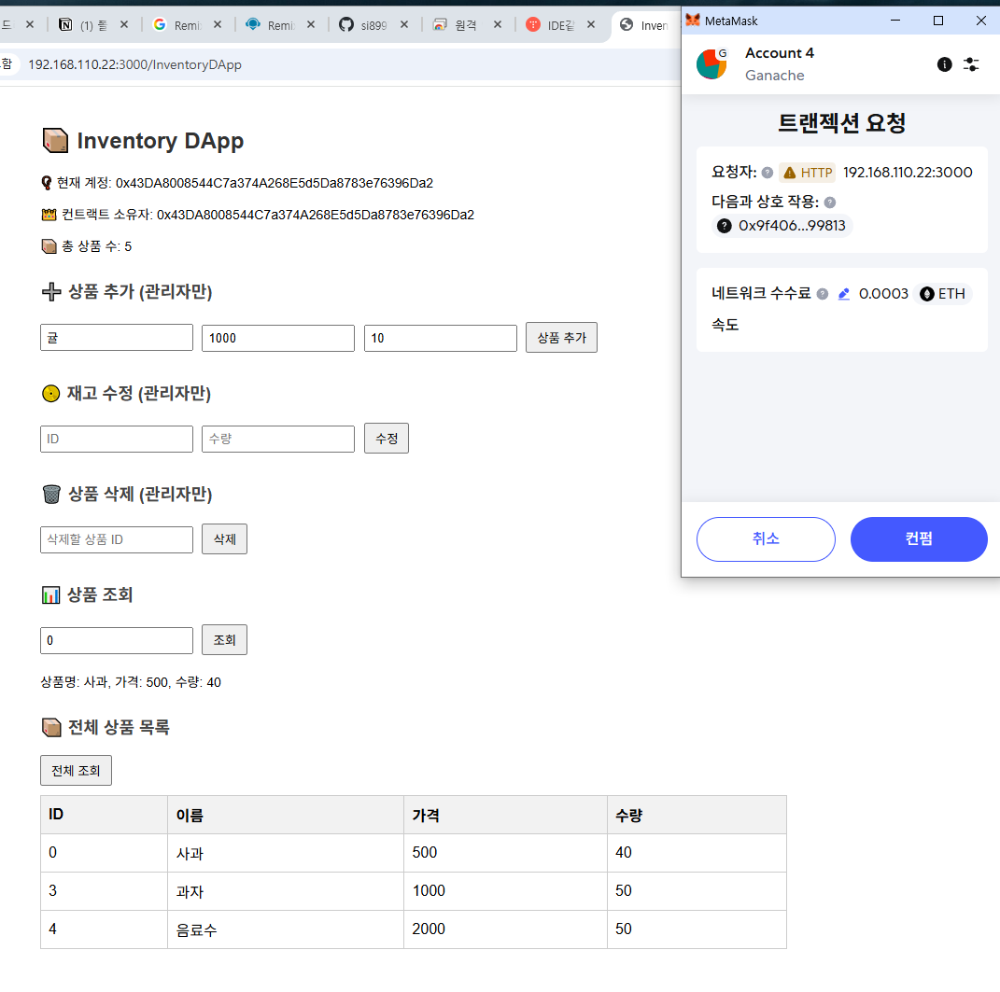 드
(1) 돌
Remi
Remi
si899
원격
IDE같
Inven
함
192.168.110.22:3000/InventoryDApp
Inventory DApp
현재 계정: 0x43DA8008544C7a374A268E5d5Da8783e76396Da2
컨트랙트 소유자: 0x43DA8008544C7a374A268E5d5Da8783e76396Da2
총 상품 수: 5
상품 추가 (관리자만)
귤 1000 10 상품 추가
재고 수정 (관리자만)
ID 수량 수정
상품 삭제 (관리자만)
삭제할 상품 ID 삭제
상품 조회
0 조회
상품명: 사과, 가격: 500, 수량: 40
전체 상품 목록
전체 조회
ID 이름 가격 수량
0 사과 500 40
3 과자 1000 50
4 음료수 2000 50
MetaMask
G
Account 4
Ganache
트랜젝션 요청
요청자: HTTP 192.168.110.22:3000
다음과 상호 작용:
0x9f406...99813
네트워크 수수료 0.0003 ETH
속도
취소 컨펌